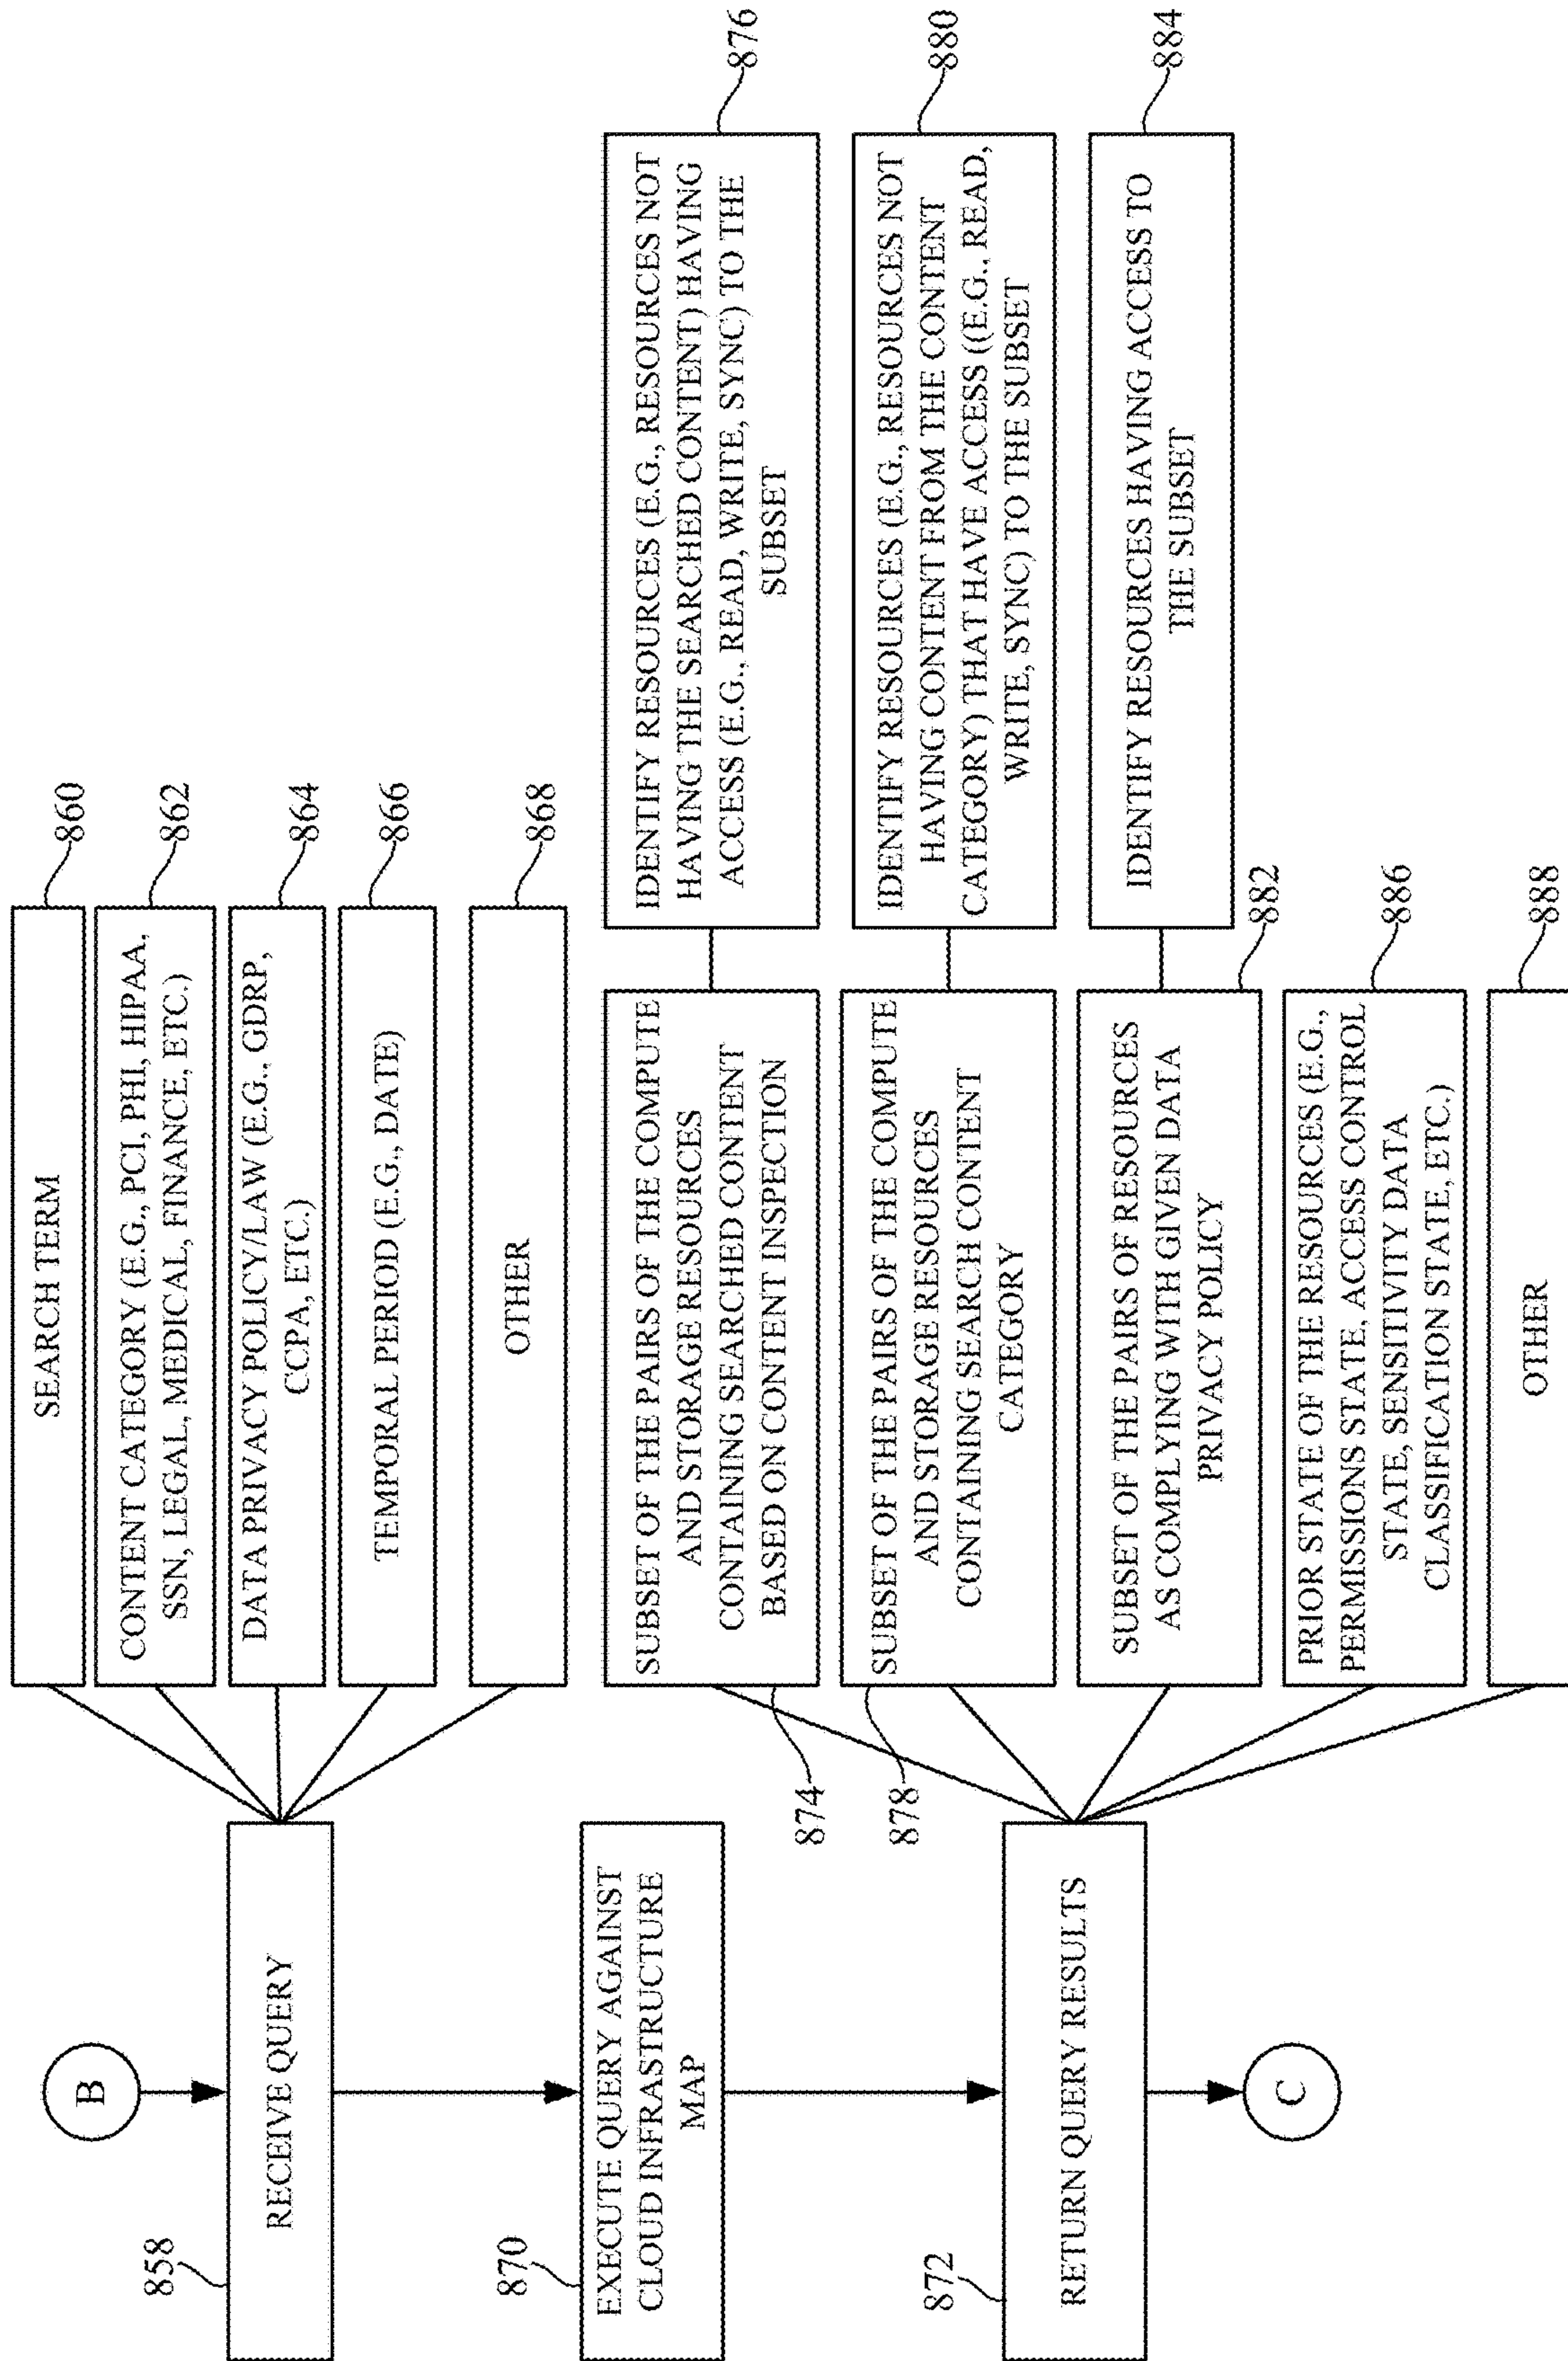 B
858
RECEIVE QUERY
SEARCH TERM
860
CONTENT CATEGORY (E.G., PCI, PHI, HIPAA,
SSN, LEGAL, MEDICAL, FINANCE, ETC.)
862
DATA PRIVACY POLICY/LAW (E.G., GDRP,
CCPA, ETC.)
864
TEMPORAL PERIOD (E.G., DATE)
866
OTHER
868
870
EXECUTE QUERY AGAINST
CLOUD INFRASTRUCTURE
MAP
872
RETURN QUERY RESULTS
874
SUBSET OF THE PAIRS OF THE COMPUTE
AND STORAGE RESOURCES
CONTAINING SEARCHED CONTENT
BASED ON CONTENT INSPECTION
IDENTIFY RESOURCES (E.G., RESOURCES NOT
HAVING THE SEARCHED CONTENT) HAVING
ACCESS (E.G., READ, WRITE, SYNC) TO THE
SUBSET
876
878
SUBSET OF THE PAIRS OF THE COMPUTE
AND STORAGE RESOURCES
CONTAINING SEARCH CONTENT
CATEGORY
IDENTIFY RESOURCES (E.G., RESOURCES NOT
HAVING CONTENT FROM THE CONTENT
CATEGORY) THAT HAVE ACCESS ((E.G., READ,
WRITE, SYNC) TO THE SUBSET
880
SUBSET OF THE PAIRS OF RESOURCES
AS COMPLYING WITH GIVEN DATA
PRIVACY POLICY
882
IDENTIFY RESOURCES HAVING ACCESS TO
THE SUBSET
884
PRIOR STATE OF THE RESOURCES (E.G.,
PERMISSIONS STATE, ACCESS CONTROL
STATE, SENSITIVITY DATA
CLASSIFICATION STATE, ETC.)
886
OTHER
888
C